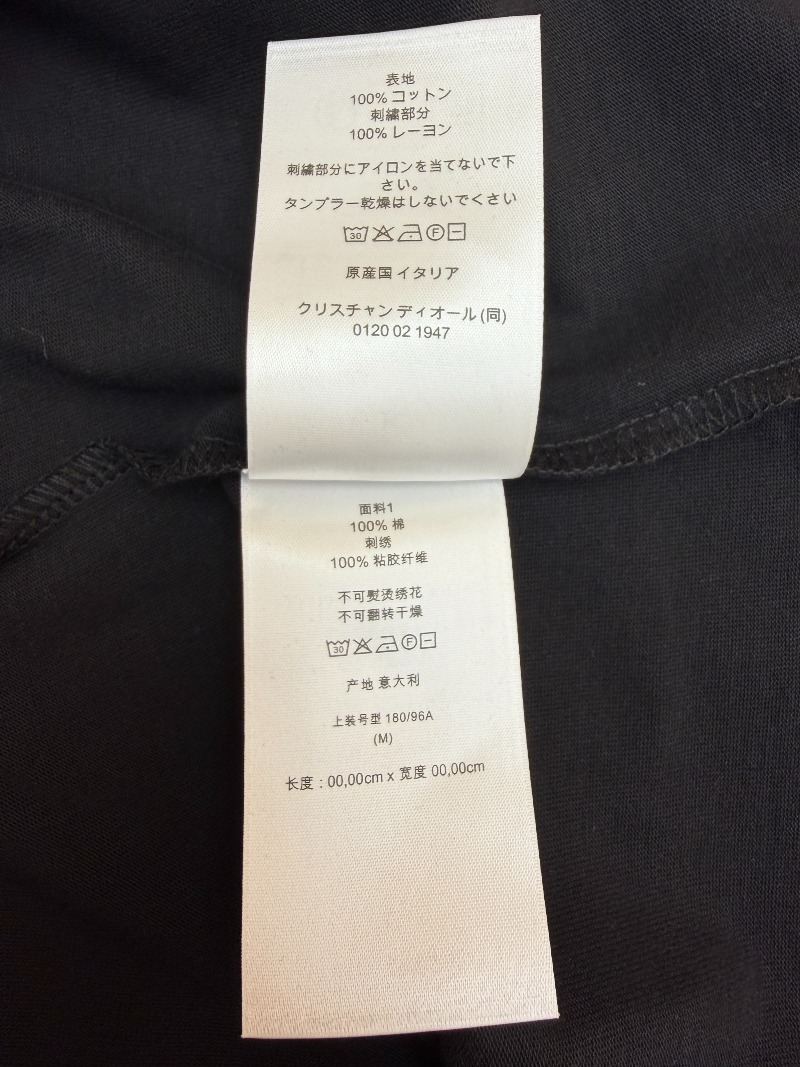 表地
100% コットン
刺繍部分
100% レーヨン
刺繍部分にアイロンを当てないで下
さい。
タンブラー乾燥はしないでください
30 F
原産国 イタリア
クリスチャン ディオール (同)
0120 02 1947
面料1
100% 棉
刺绣
100% 粘胶纤维
不可熨烫绣花
不可翻转干燥
30 F
产地 意大利
上装号型 180/96A
(M)
长度 : 00,00cm x 宽度 00,00cm